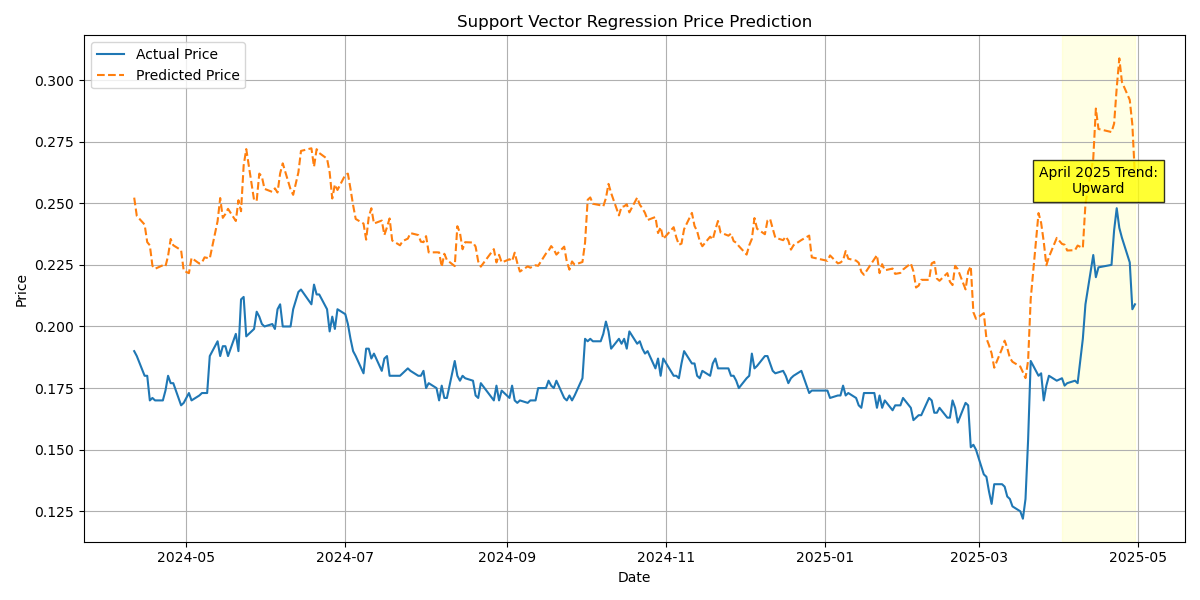 Support Vector Regression Price Prediction
Actual Price
Predicted Price
April 2025 Trend:
Upward
Price
0.300
0.275
0.250
0.225
0.200
0.175
0.150
0.125
2024-05
2024-07
2024-09
2024-11
2025-01
2025-03
2025-05
Date